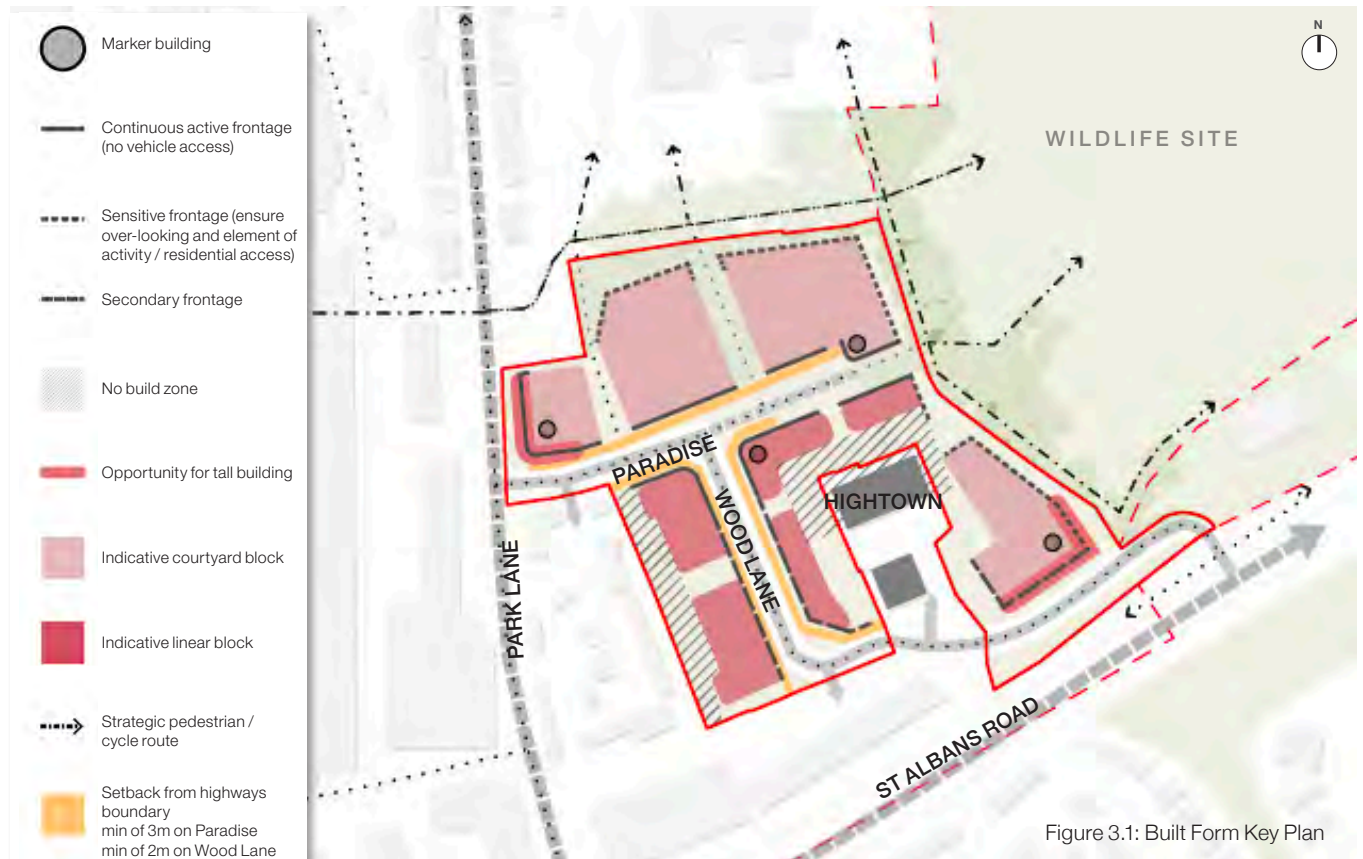 Marker building
Continuous active frontage
(no vehicle access)
Sensitive frontage (ensure
over-looking and element of
activity / residential access)
Secondary frontage
No build zone
Opportunity for tall building
Indicative courtyard block
Indicative linear block
Strategic pedestrian /
cycle route
Setback from highways
boundary
min of 3m on Paradise
min of 2m on Wood Lane
N
WILDLIFE SITE
PARADISE
HIGHTOWN
WOOD LANE
PARK LANE
ST ALBANS ROAD
Figure 3.1: Built Form Key Plan